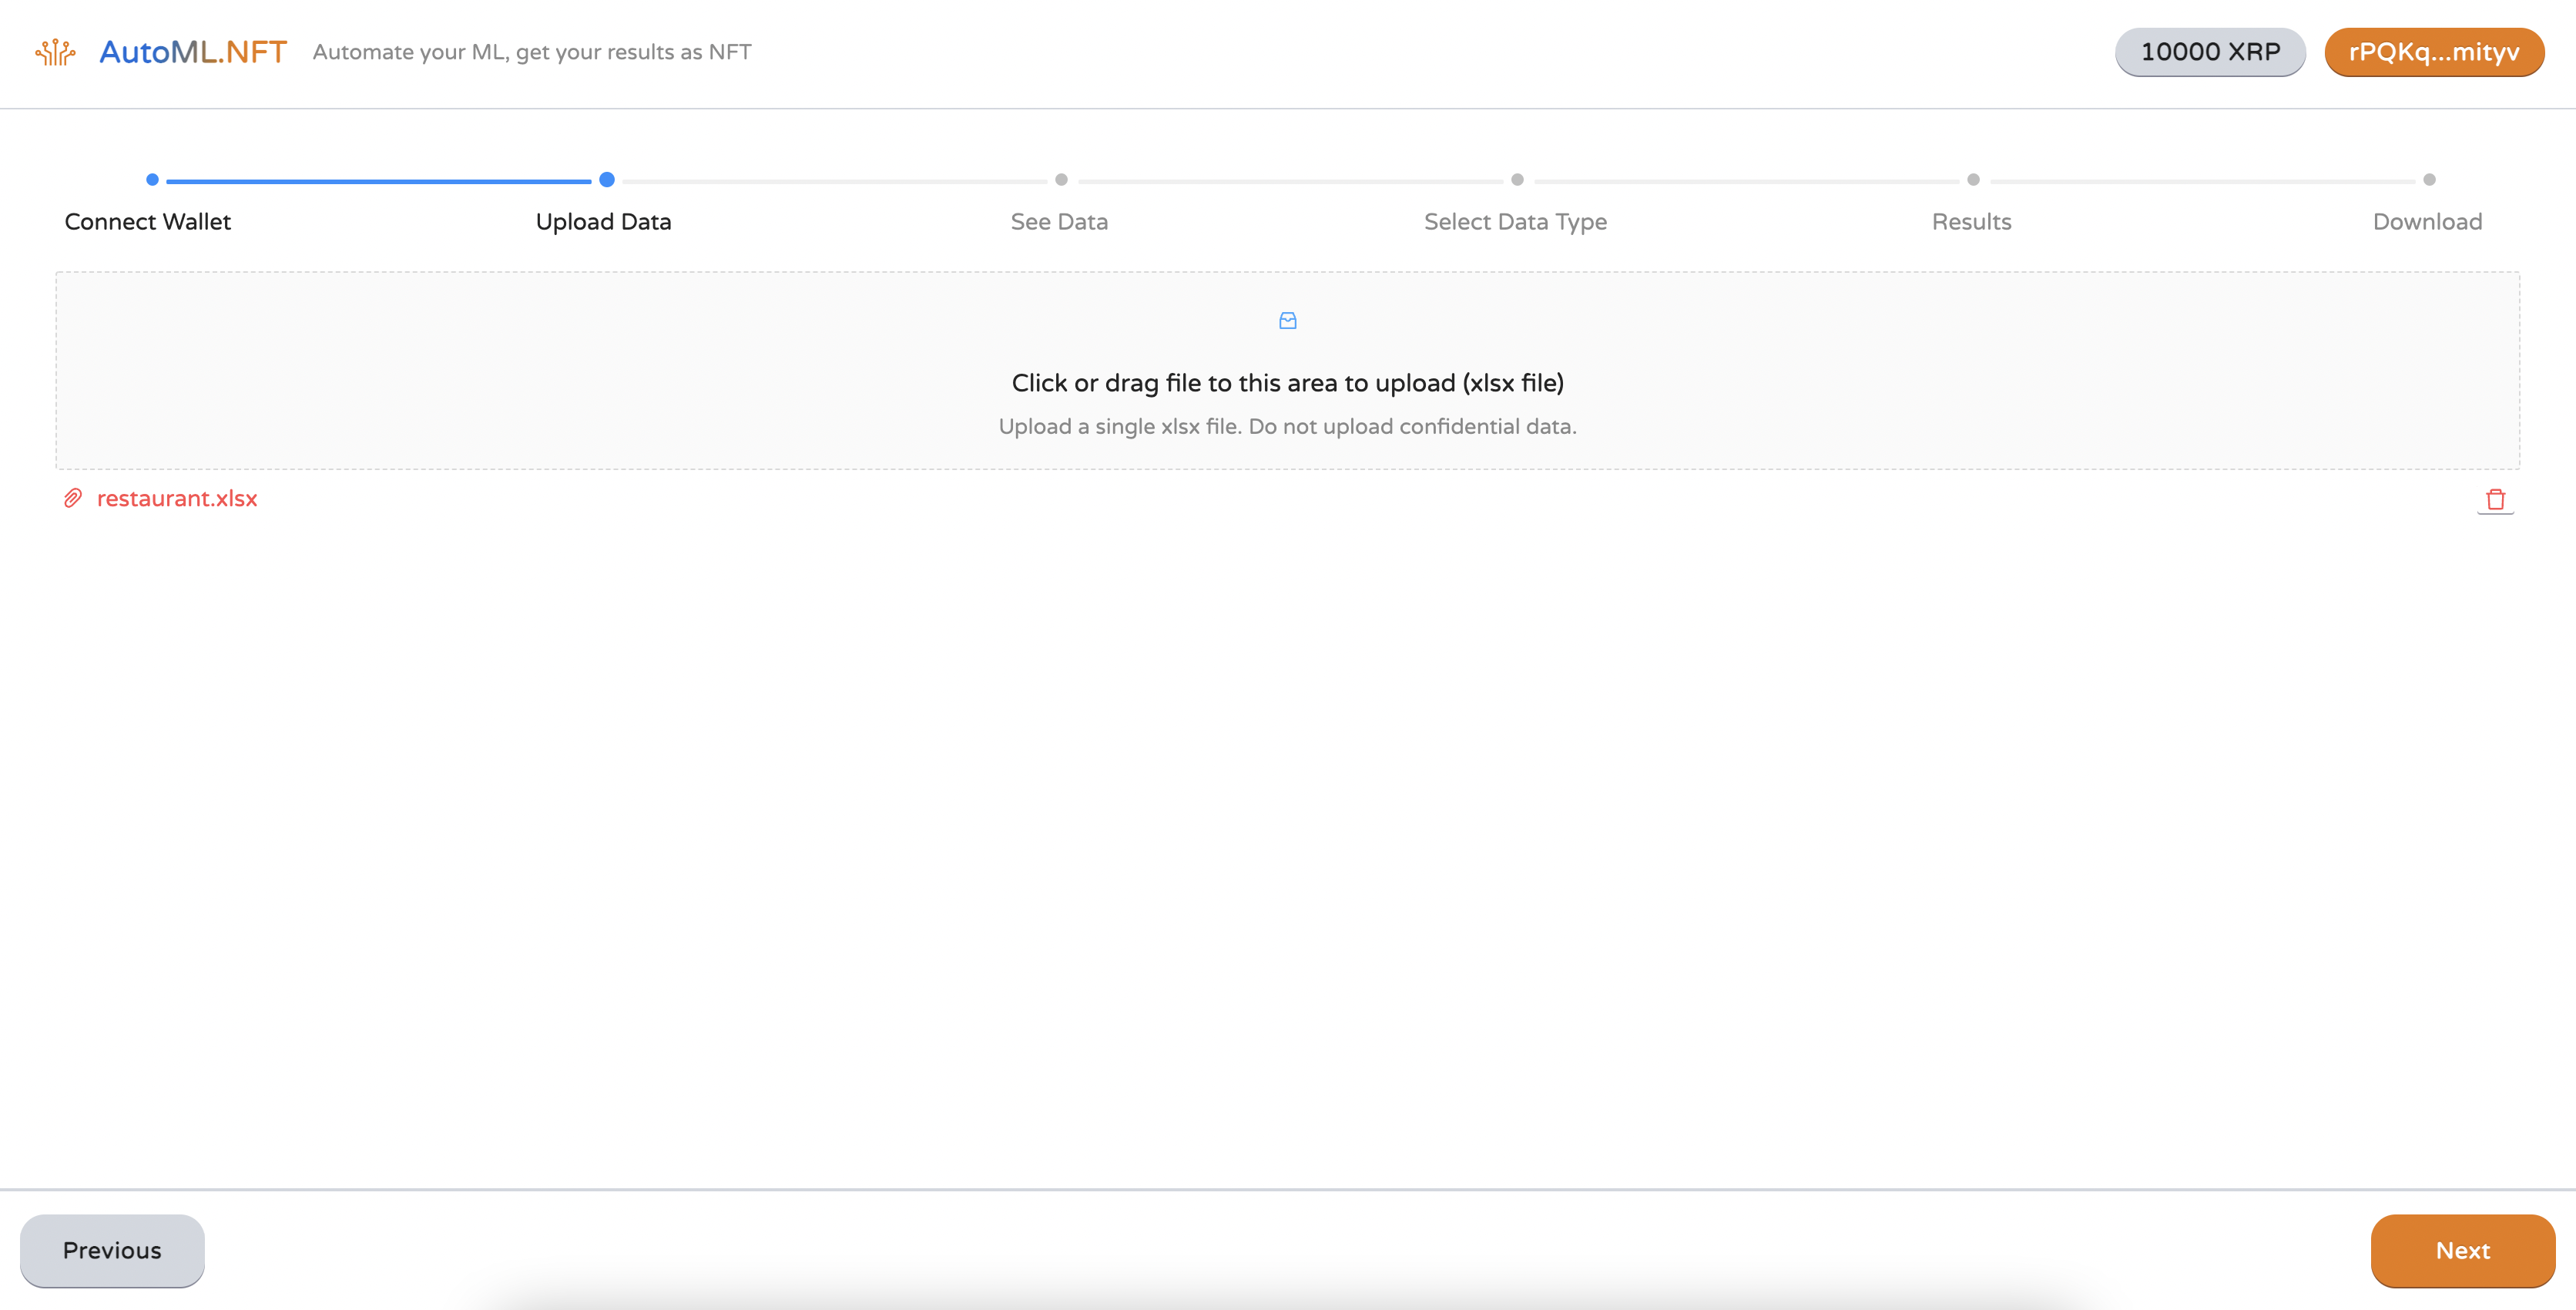 AutoML.NFT Automate your ML, get your results as NFT 10000 XRP rPQKq...mityv
Connect Wallet Upload Data See Data Select Data Type Results Download
Click or drag file to this area to upload (xlsx file)
Upload a single xlsx file. Do not upload confidential data.
restaurant.xlsx
Previous Next